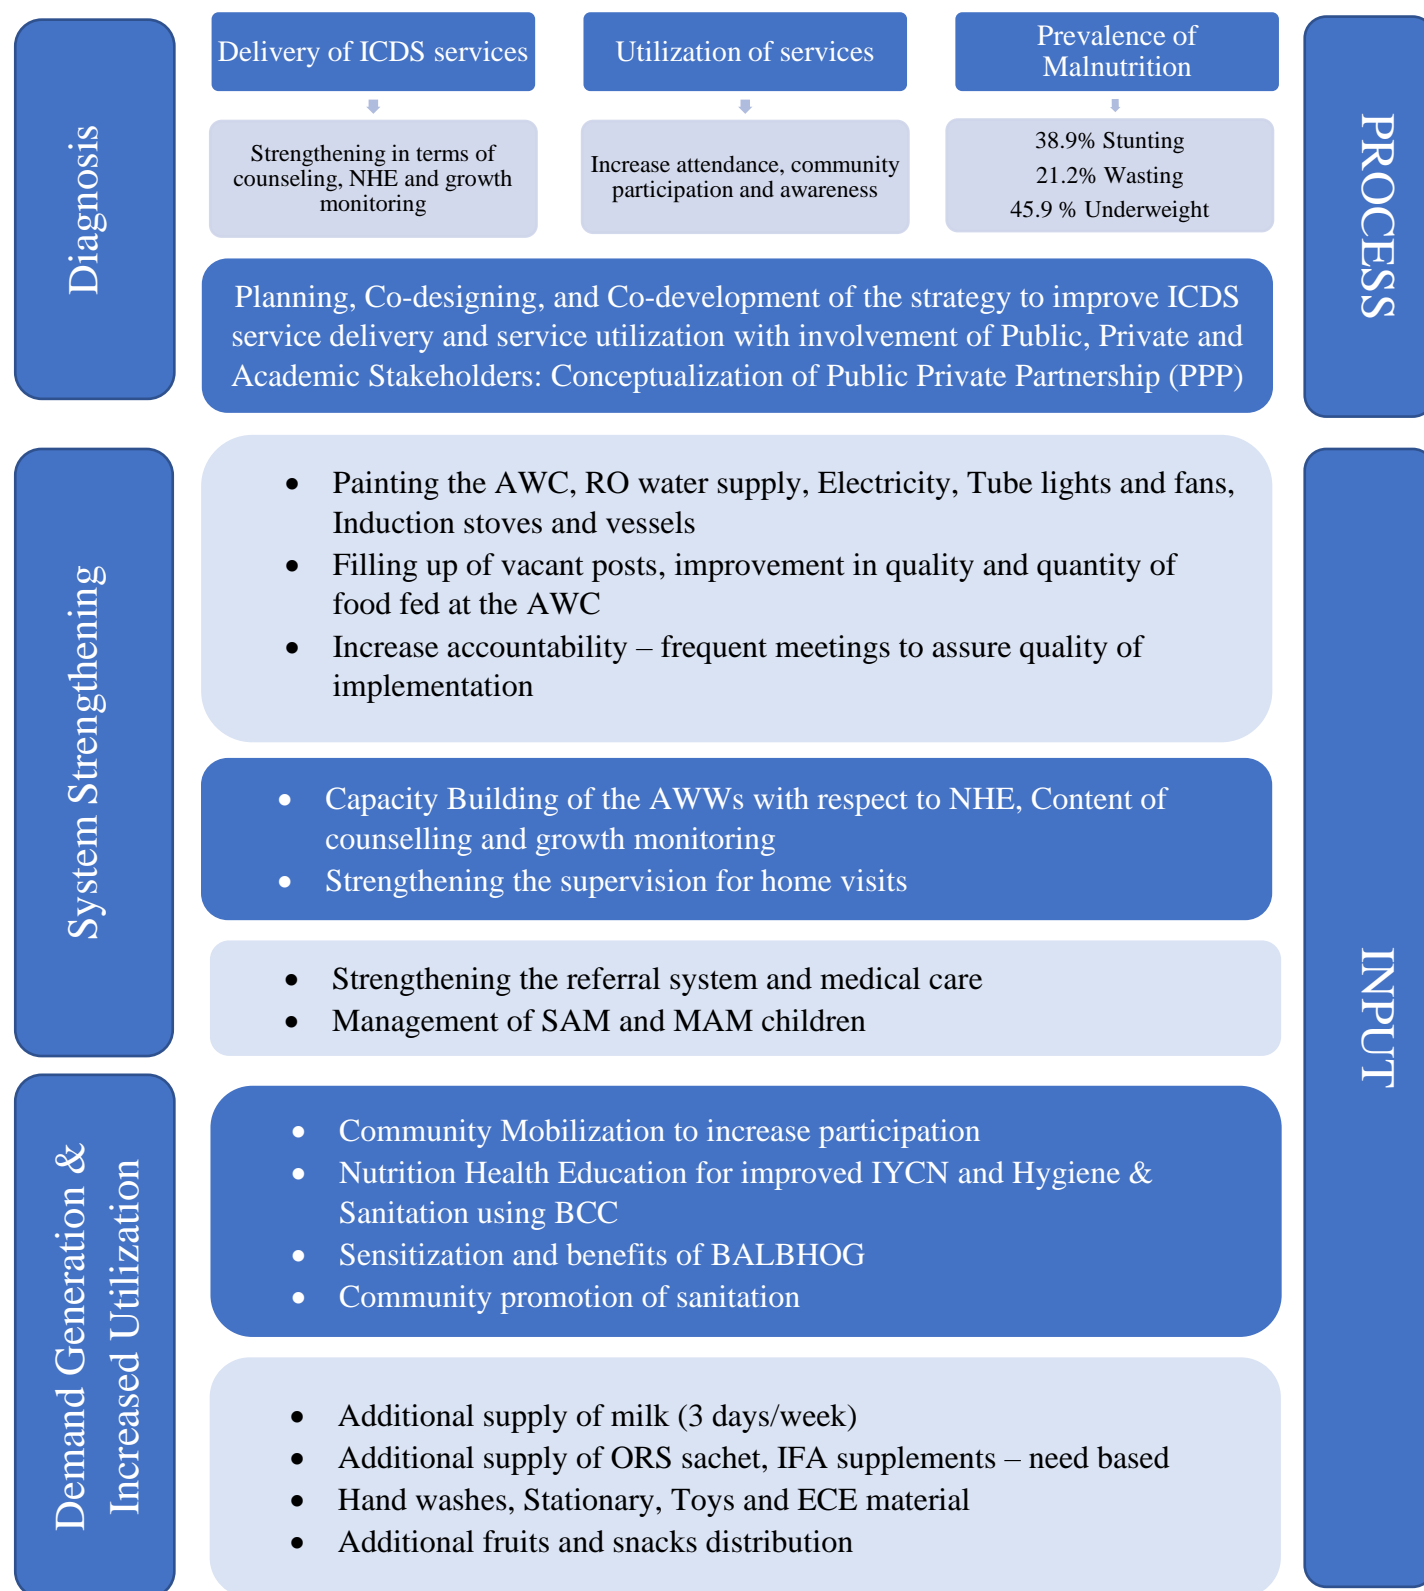 Diagnosis
Delivery of ICDS services
Utilization of services
Prevalence of
Malnutrition
Strengthening in terms of
counseling, NHE and growth
monitoring
Increase attendance, community
participation and awareness
38.9% Stunting
21.2% Wasting
45.9 % Underweight
PROCESS
Planning, Co-designing, and Co-development of the strategy to improve ICDS
service delivery and service utilization with involvement of Public, Private and
Academic Stakeholders: Conceptualization of Public Private Partnership (PPP)
System Strengthening
• Painting the AWC, RO water supply, Electricity, Tube lights and fans,
Induction stoves and vessels
• Filling up of vacant posts, improvement in quality and quantity of
food fed at the AWC
• Increase accountability – frequent meetings to assure quality of
implementation
• Capacity Building of the AWWs with respect to NHE, Content of
counselling and growth monitoring
• Strengthening the supervision for home visits
• Strengthening the referral system and medical care
• Management of SAM and MAM children
INPUT
Demand Generation &
Increased Utilization
• Community Mobilization to increase participation
• Nutrition Health Education for improved IYCN and Hygiene &
Sanitation using BCC
• Sensitization and benefits of BALBHOG
• Community promotion of sanitation
• Additional supply of milk (3 days/week)
• Additional supply of ORS sachet, IFA supplements – need based
• Hand washes, Stationary, Toys and ECE material
• Additional fruits and snacks distribution